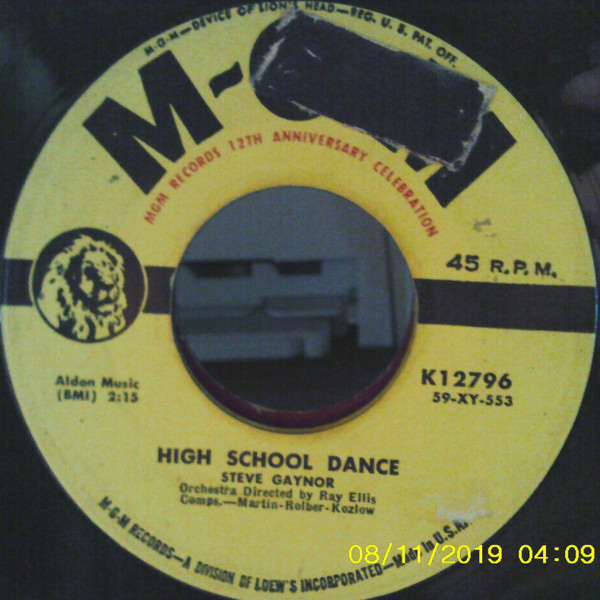 M-G-M—DEVICE OF LION'S HEAD—REG. U. S. PAT. OFF.
M-G-M
MGM RECORDS 12TH ANNIVERSARY CELEBRATION
45 R.P.M.
Aldon Music
(BMI) 2:15
K12796
59-XY-553
HIGH SCHOOL DANCE
STEVE GAYNOR
Orchestra Directed by Ray Ellis
Comps.—Martin-Rolber-Kozlow
M-G-M RECORDS—A DIVISION OF LOEW'S INCORPORATED—Made in U.S.A.
08/11/2019 04:09